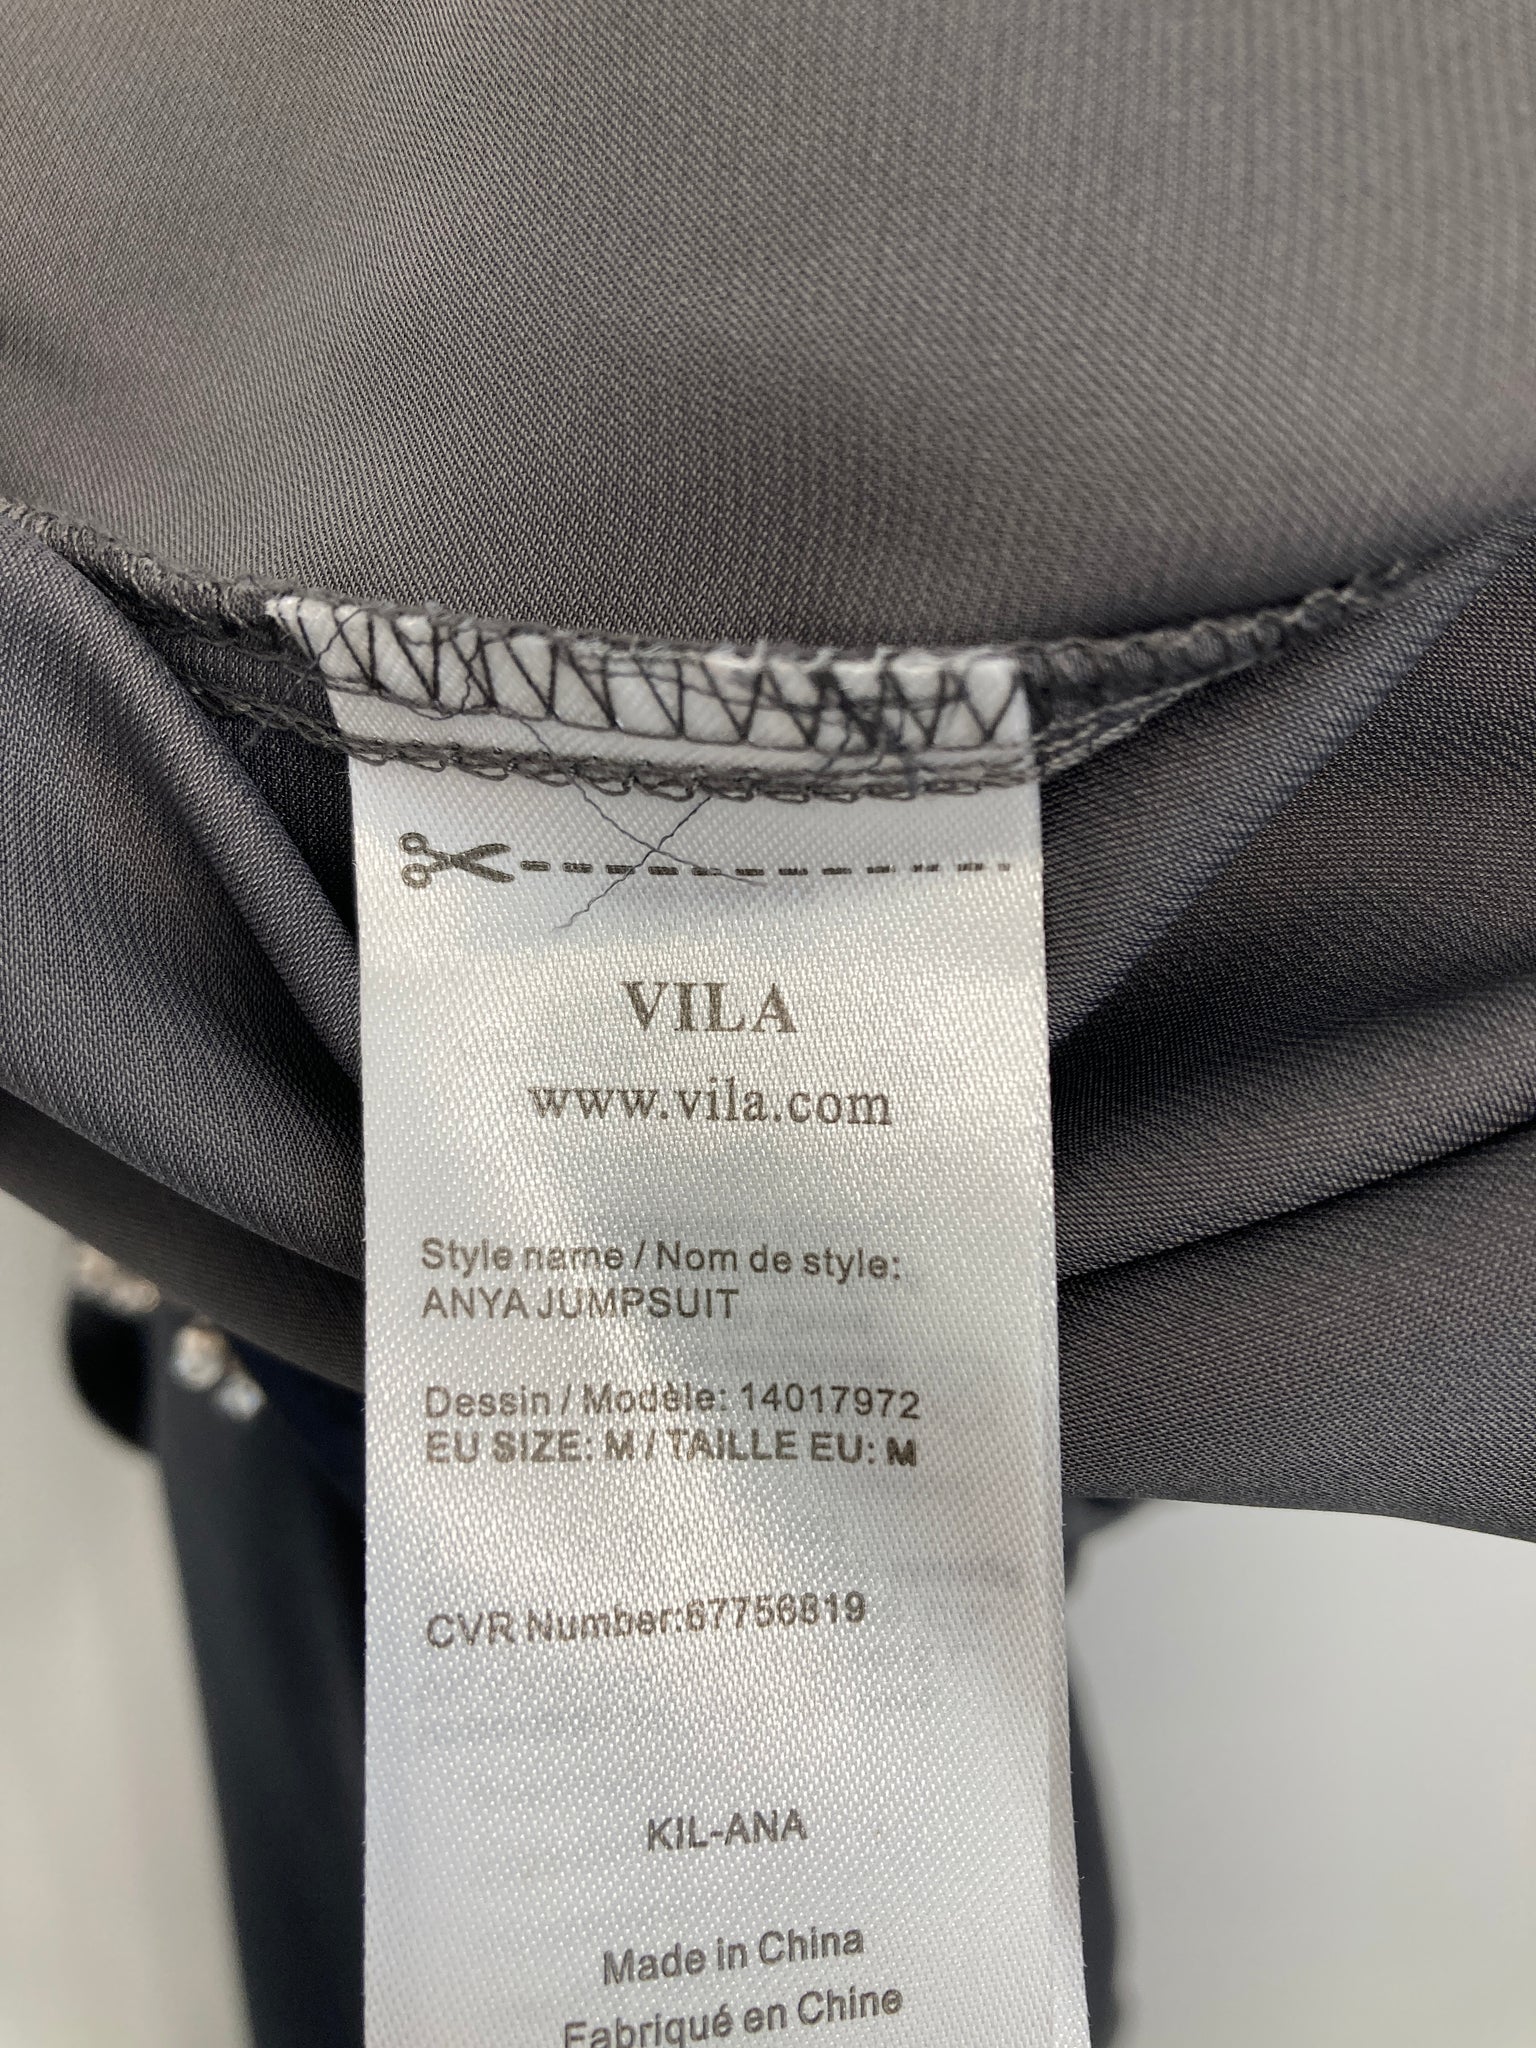 VILA
www.vila.com
Style name / Nom de style:
ANYA JUMPSUIT
Dessin / Modèle: 14017972
EU SIZE: M / TAILLE EU: M
CVR Number:67756819
KIL-ANA
Made in China
Fabriqué en Chine